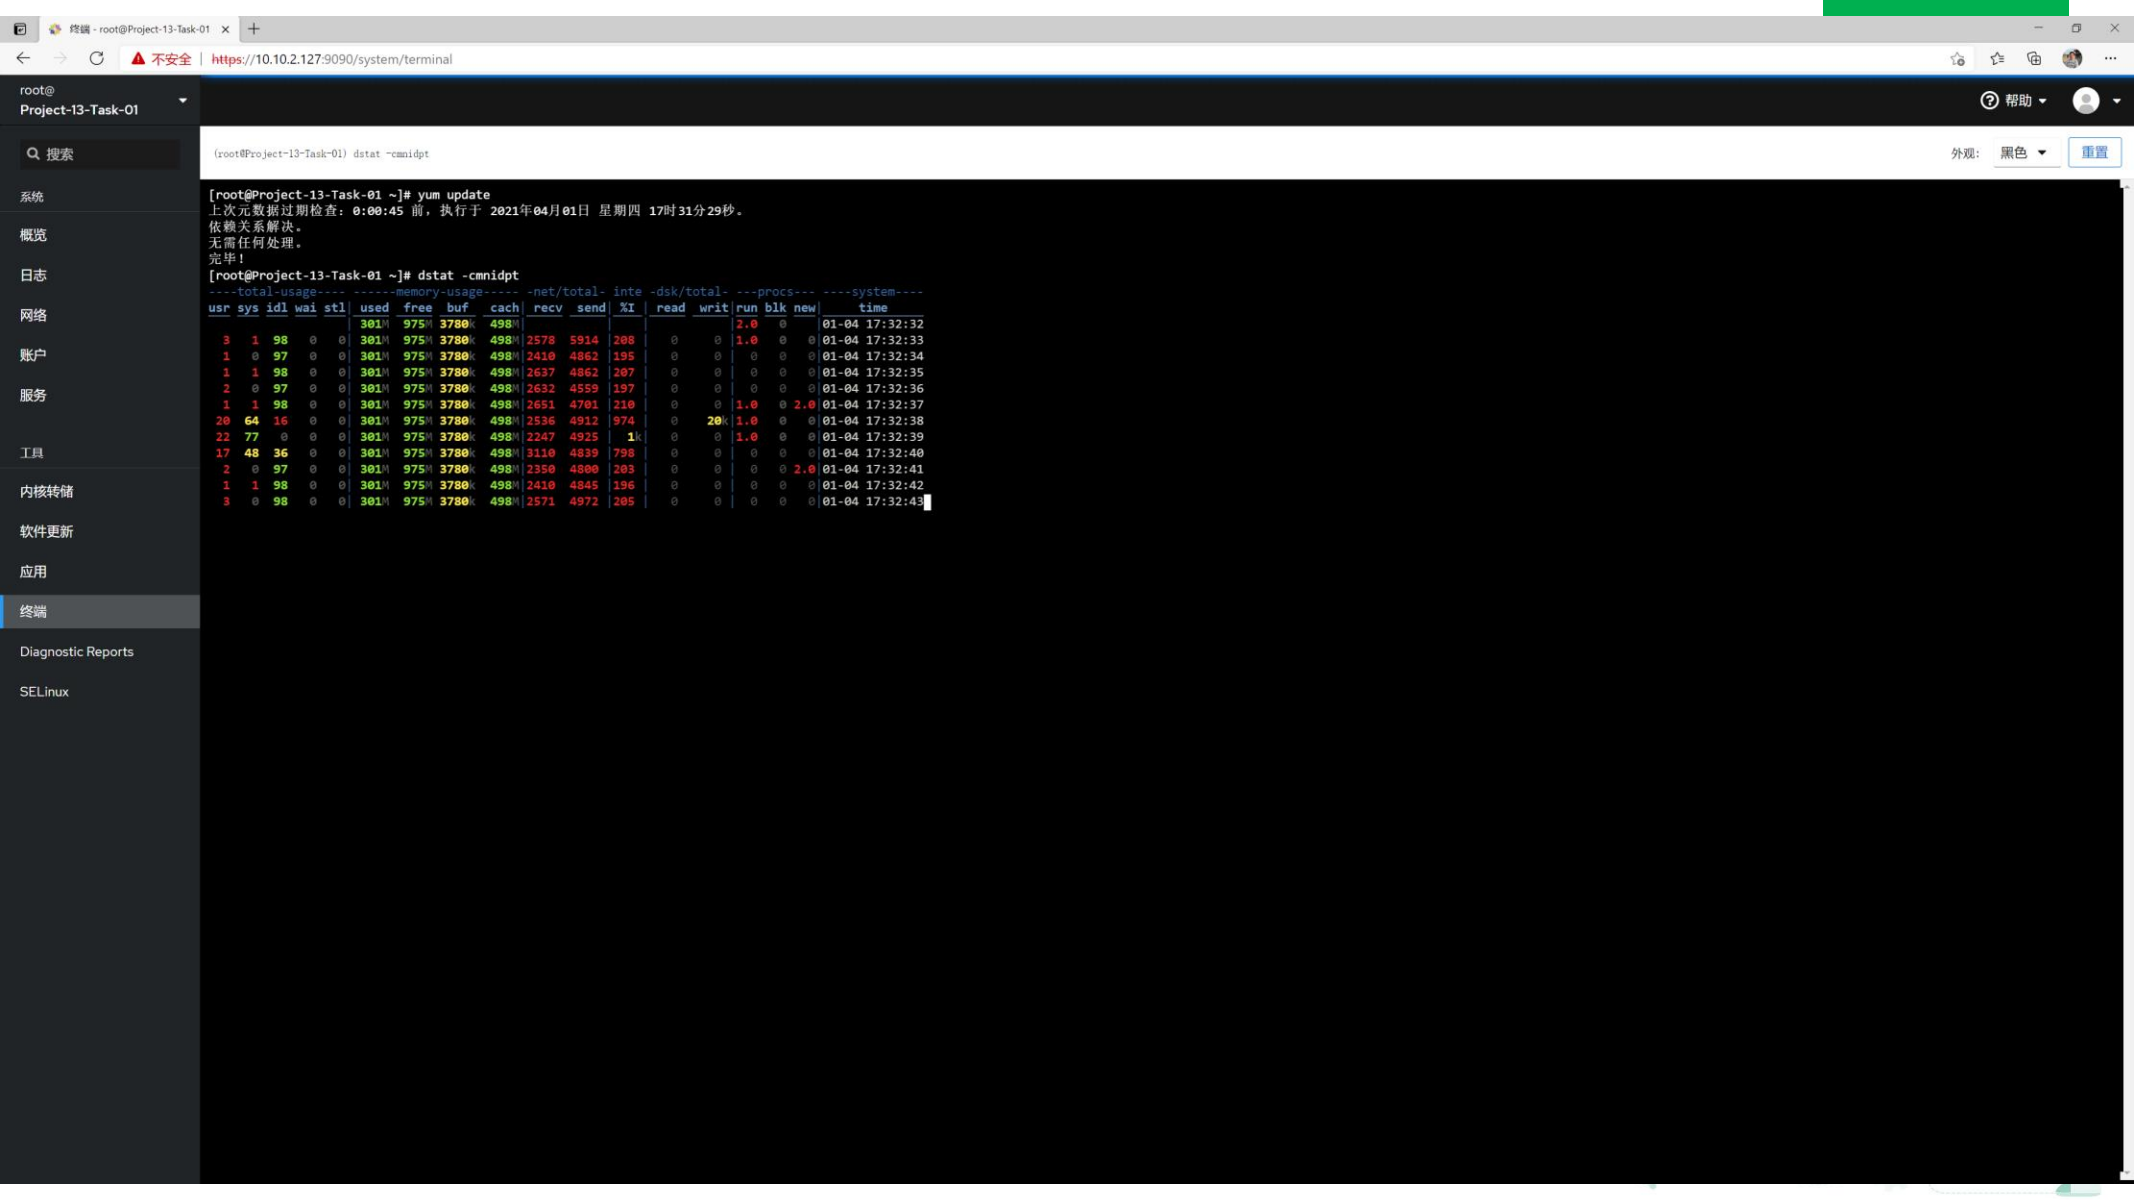 终端 - root@Project-13-Task-01
不安全 https://10.10.2.127:9090/system/terminal
root@
Project-13-Task-01
帮助
搜索
(root@Project-13-Task-01) dstat -cmnidpt
外观: 黑色 重置
系统
概览
日志
网络
账户
服务
工具
内核转储
软件更新
应用
终端
Diagnostic Reports
SELinux
[root@Project-13-Task-01 ~]# yum update
上次元数据过期检查：0:00:45 前，执行于 2021年04月01日 星期四 17时31分29秒。
依赖关系解决。
无需任何处理。
完毕！
[root@Project-13-Task-01 ~]# dstat -cmnidpt
----total-usage---- ------memory-usage----- -net/total- inte -dsk/total- ---procs--- ----system----
usr sys idl wai stl| used free buf cach| recv send| %I | read writ|run blk new| time
301M 975M 3780k 498M| | | |2.0 0 |01-04 17:32:32
3 1 98 0 0| 301M 975M 3780k 498M|2578 5914 |208 | 0 0 |1.0 0 0|01-04 17:32:33
1 0 97 0 0| 301M 975M 3780k 498M|2410 4862 |195 | 0 0 | 0 0 0|01-04 17:32:34
1 1 98 0 0| 301M 975M 3780k 498M|2637 4862 |207 | 0 0 | 0 0 0|01-04 17:32:35
2 0 97 0 0| 301M 975M 3780k 498M|2632 4559 |197 | 0 0 | 0 0 0|01-04 17:32:36
1 1 98 0 0| 301M 975M 3780k 498M|2651 4701 |210 | 0 0 |1.0 0 2.0|01-04 17:32:37
20 64 16 0 0| 301M 975M 3780k 498M|2536 4912 |974 | 0 20k|1.0 0 0|01-04 17:32:38
22 77 0 0 0| 301M 975M 3780k 498M|2247 4925 | 1k| 0 0 |1.0 0 0|01-04 17:32:39
17 48 36 0 0| 301M 975M 3780k 498M|3110 4839 |798 | 0 0 | 0 0 0|01-04 17:32:40
2 0 97 0 0| 301M 975M 3780k 498M|2350 4800 |203 | 0 0 | 0 0 2.0|01-04 17:32:41
1 1 98 0 0| 301M 975M 3780k 498M|2410 4845 |196 | 0 0 | 0 0 0|01-04 17:32:42
3 0 98 0 0| 301M 975M 3780k 498M|2571 4972 |205 | 0 0 | 0 0 0|01-04 17:32:43